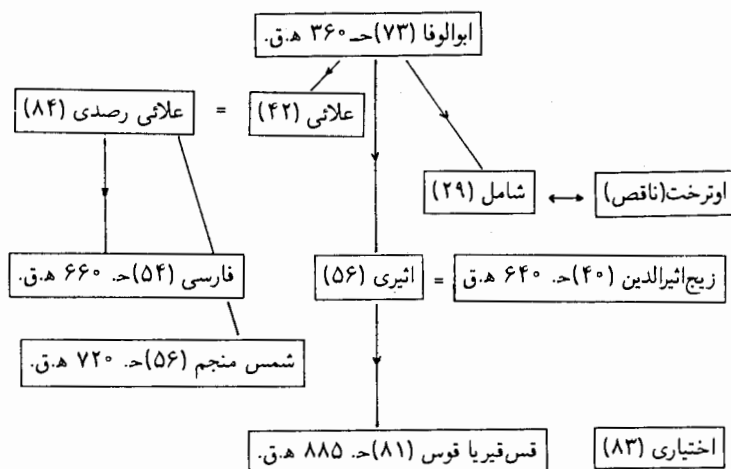 ابوالوفا (۷۳)حـ ۳۶۰ ه.ق.
علائی رصدی (۸۴) = علائی (۴۲)
شامل (۲۹) ↔ اوترخت(ناقص)
فارسی (۵۴)حـ. ۶۶۰ ه.ق.
زیج‌اثیرالدین (۴۰)حـ. ۶۴۰ ه.ق = اثیری (۵۶)
شمس منجم (۵۶)حـ. ۷۲۰ ه.ق.
اختیاری (۸۳)
قس‌قیریا قوس (۸۱)حـ. ۸۸۵ ه.ق.